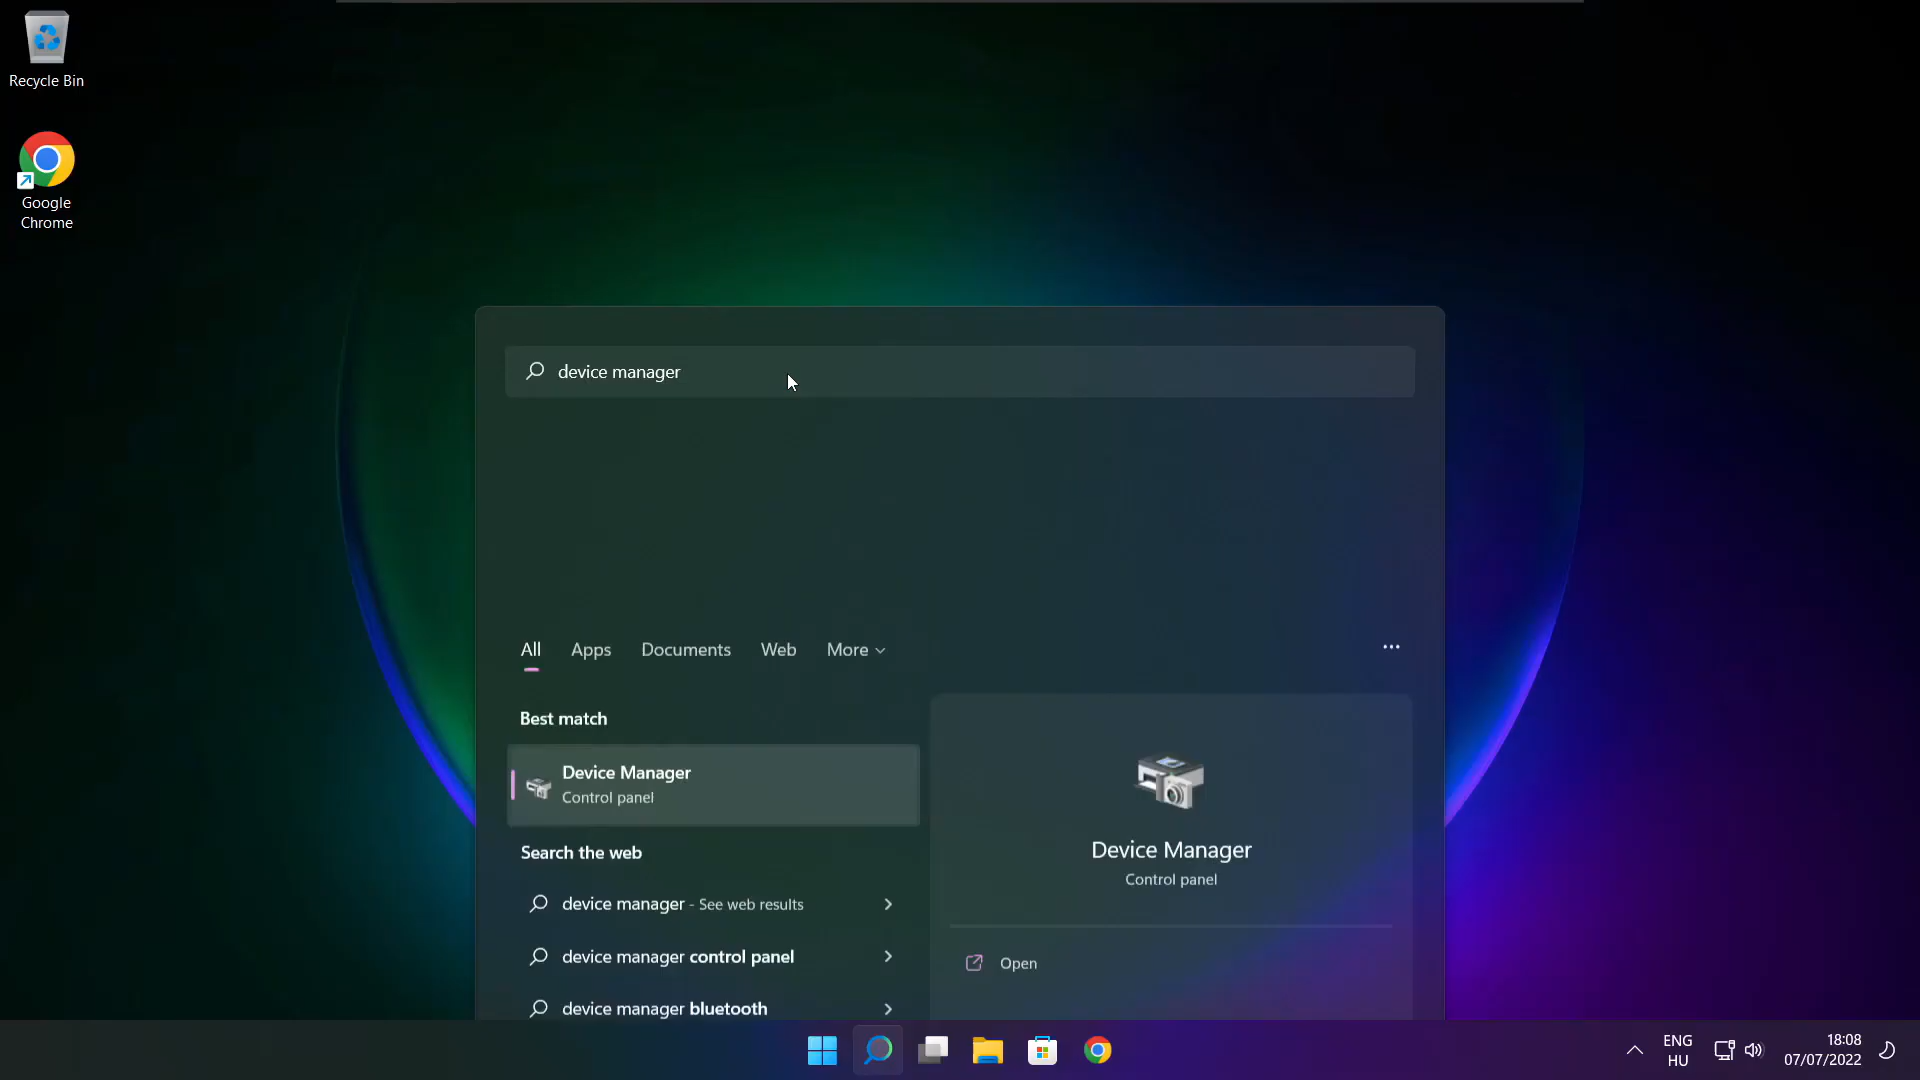 Recycle Bin
Google
Chrome
device manager
All Apps Documents Web More
Best match
Device Manager
Control panel
Search the web
device manager - See web results
device manager control panel
device manager bluetooth
Device Manager
Control panel
Open
ENG
HU
18:08
07/07/2022